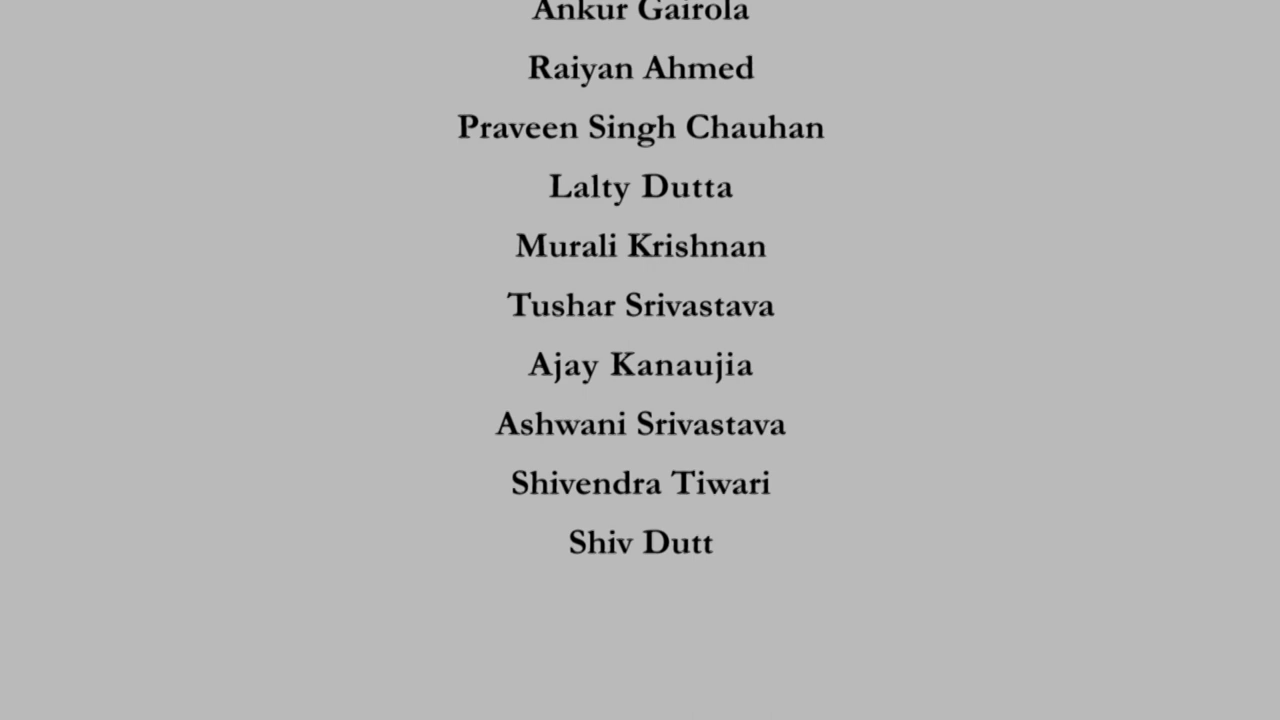 Ankur Gairola
Raiyan Ahmed
Praveen Singh Chauhan
Lalty Dutta
Murali Krishnan
Tushar Srivastava
Ajay Kanaujia
Ashwani Srivastava
Shivendra Tiwari
Shiv Dutt